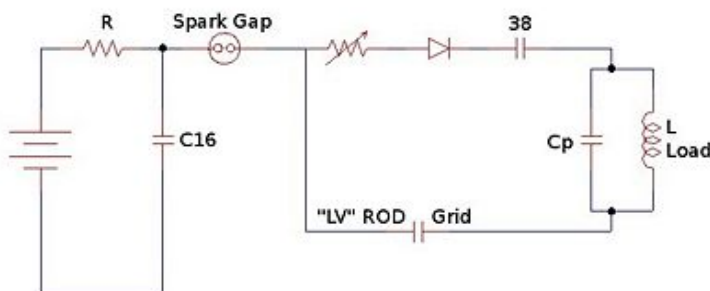 R
Spark Gap
38
C16
Cp
L
Load
"LV" ROD
Grid